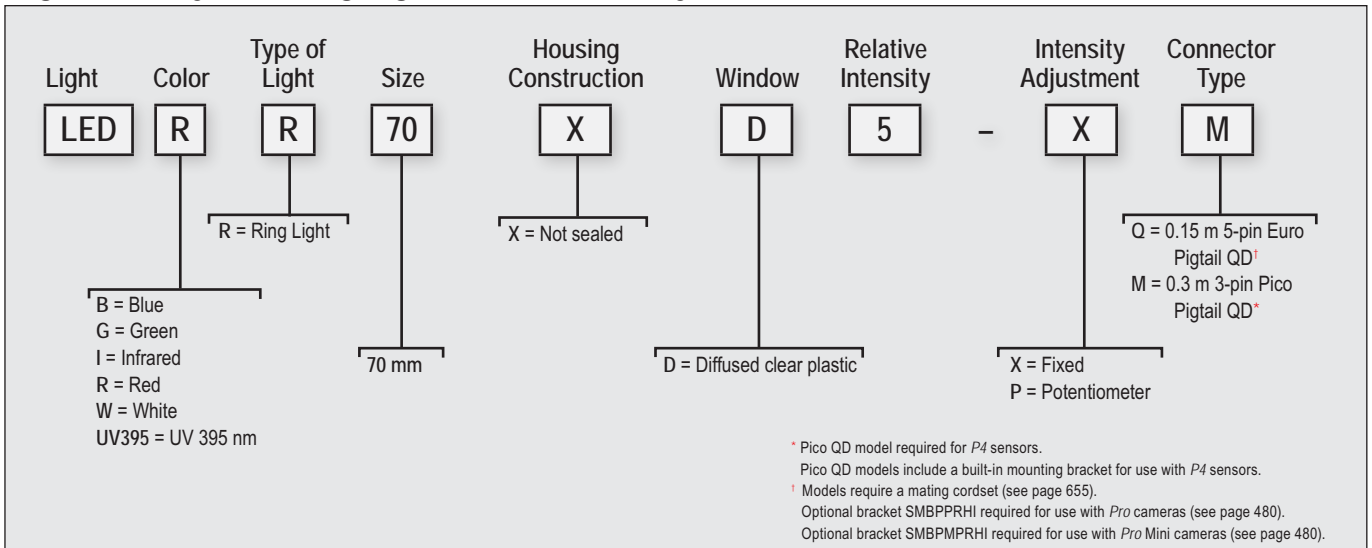 Light
Color
Type of
Light
Size
Housing
Construction
Window
Relative
Intensity
Intensity
Adjustment
Connector
Type
LED
R
R
70
X
D
5
–
X
M
R = Ring Light
X = Not sealed
Q = 0.15 m 5-pin Euro
Pigtail QD†
M = 0.3 m 3-pin Pico
Pigtail QD*
B = Blue
G = Green
I = Infrared
R = Red
W = White
UV395 = UV 395 nm
70 mm
D = Diffused clear plastic
X = Fixed
P = Potentiometer
* Pico QD model required for P4 sensors.
Pico QD models include a built-in mounting bracket for use with P4 sensors.
† Models require a mating cordset (see page 655).
Optional bracket SMBPPRHI required for use with Pro cameras (see page 480).
Optional bracket SMBPMPRHI required for use with Pro Mini cameras (see page 480).